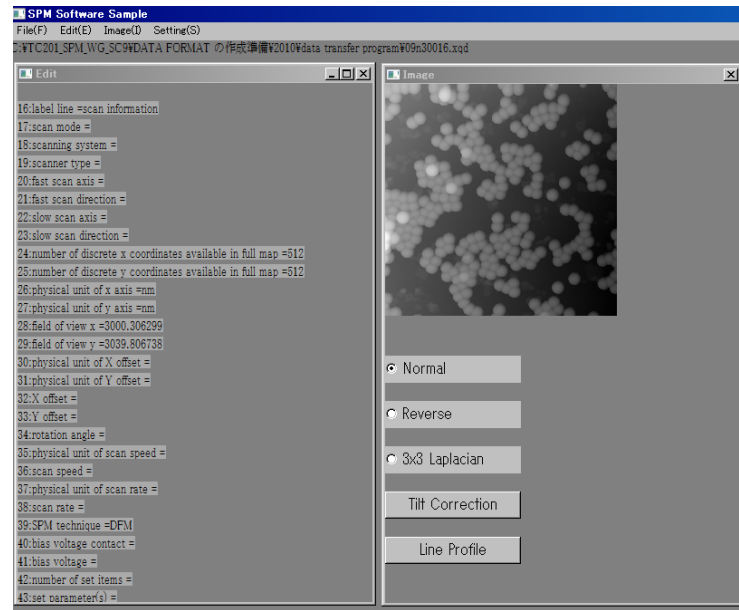 SPM Software Sample
File(F) Edit(E) Image(I) Setting(S)
C:¥TC201_SPM_WG_SC9¥DATA FORMAT の作成準備¥2010¥data transfer program¥09n30016.xqd
Edit
16:label line =scan information
17:scan mode =
18:scanning system =
19:scanner type =
20:fast scan axis =
21:fast scan direction =
22:slow scan axis =
23:slow scan direction =
24:number of discrete x coordinates available in full map =512
25:number of discrete y coordinates available in full map =512
26:physical unit of x axis =nm
27:physical unit of y axis =nm
28:field of view x =3000.306299
29:field of view y =3039.806738
30:physical unit of X offset =
31:physical unit of Y offset =
32:X offset =
33:Y offset =
34:rotation angle =
35:physical unit of scan speed =
36:scan speed =
37:physical unit of scan rate =
38:scan rate =
39:SPM technique =DFM
40:bias voltage contact =
41:bias voltage =
42:number of set items =
43:set parameter(s) =
Image
Normal
Reverse
3x3 Laplacian
Tilt Correction
Line Profile